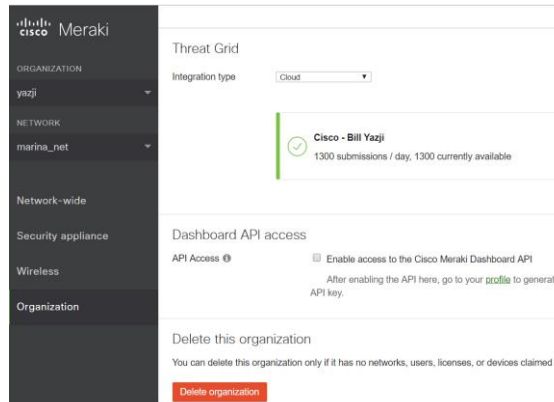 cisco Meraki
ORGANIZATION
yazji
NETWORK
marina_net
Network-wide
Security appliance
Wireless
Organization
Threat Grid
Integration type
Cloud
Cisco - Bill Yazji
1300 submissions / day, 1300 currently available
Dashboard API access
API Access
Enable access to the Cisco Meraki Dashboard API
After enabling the API here, go to your profile to generat
API key.
Delete this organization
You can delete this organization only if it has no networks, users, licenses, or devices claimed
Delete organization